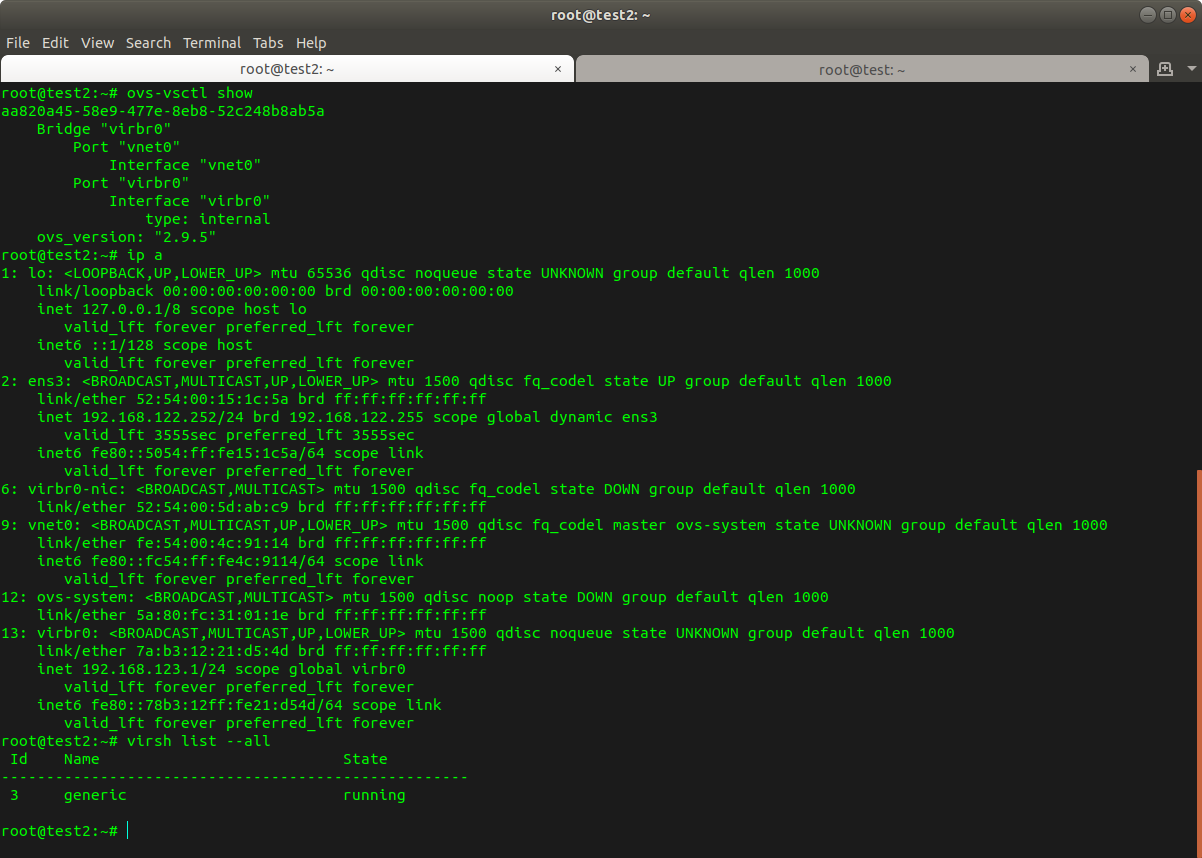 root@test2: ~
File Edit View Search Terminal Tabs Help
root@test2: ~ × root@test: ~ ×
root@test2:~# ovs-vsctl show
aa820a45-58e9-477e-8eb8-52c248b8ab5a
    Bridge "virbr0"
        Port "vnet0"
            Interface "vnet0"
        Port "virbr0"
            Interface "virbr0"
                type: internal
    ovs_version: "2.9.5"
root@test2:~# ip a
1: lo: <LOOPBACK,UP,LOWER_UP> mtu 65536 qdisc noqueue state UNKNOWN group default qlen 1000
    link/loopback 00:00:00:00:00:00 brd 00:00:00:00:00:00
    inet 127.0.0.1/8 scope host lo
       valid_lft forever preferred_lft forever
    inet6 ::1/128 scope host
       valid_lft forever preferred_lft forever
2: ens3: <BROADCAST,MULTICAST,UP,LOWER_UP> mtu 1500 qdisc fq_codel state UP group default qlen 1000
    link/ether 52:54:00:15:1c:5a brd ff:ff:ff:ff:ff:ff
    inet 192.168.122.252/24 brd 192.168.122.255 scope global dynamic ens3
       valid_lft 3555sec preferred_lft 3555sec
    inet6 fe80::5054:ff:fe15:1c5a/64 scope link
       valid_lft forever preferred_lft forever
6: virbr0-nic: <BROADCAST,MULTICAST> mtu 1500 qdisc fq_codel state DOWN group default qlen 1000
    link/ether 52:54:00:5d:ab:c9 brd ff:ff:ff:ff:ff:ff
9: vnet0: <BROADCAST,MULTICAST,UP,LOWER_UP> mtu 1500 qdisc fq_codel master ovs-system state UNKNOWN group default qlen 1000
    link/ether fe:54:00:4c:91:14 brd ff:ff:ff:ff:ff:ff
    inet6 fe80::fc54:ff:fe4c:9114/64 scope link
       valid_lft forever preferred_lft forever
12: ovs-system: <BROADCAST,MULTICAST> mtu 1500 qdisc noop state DOWN group default qlen 1000
    link/ether 5a:80:fc:31:01:1e brd ff:ff:ff:ff:ff:ff
13: virbr0: <BROADCAST,MULTICAST,UP,LOWER_UP> mtu 1500 qdisc noqueue state UNKNOWN group default qlen 1000
    link/ether 7a:b3:12:21:d5:4d brd ff:ff:ff:ff:ff:ff
    inet 192.168.123.1/24 scope global virbr0
       valid_lft forever preferred_lft forever
    inet6 fe80::78b3:12ff:fe21:d54d/64 scope link
       valid_lft forever preferred_lft forever
root@test2:~# virsh list --all
 Id    Name                           State
----------------------------------------------------
 3     generic                        running
root@test2:~#